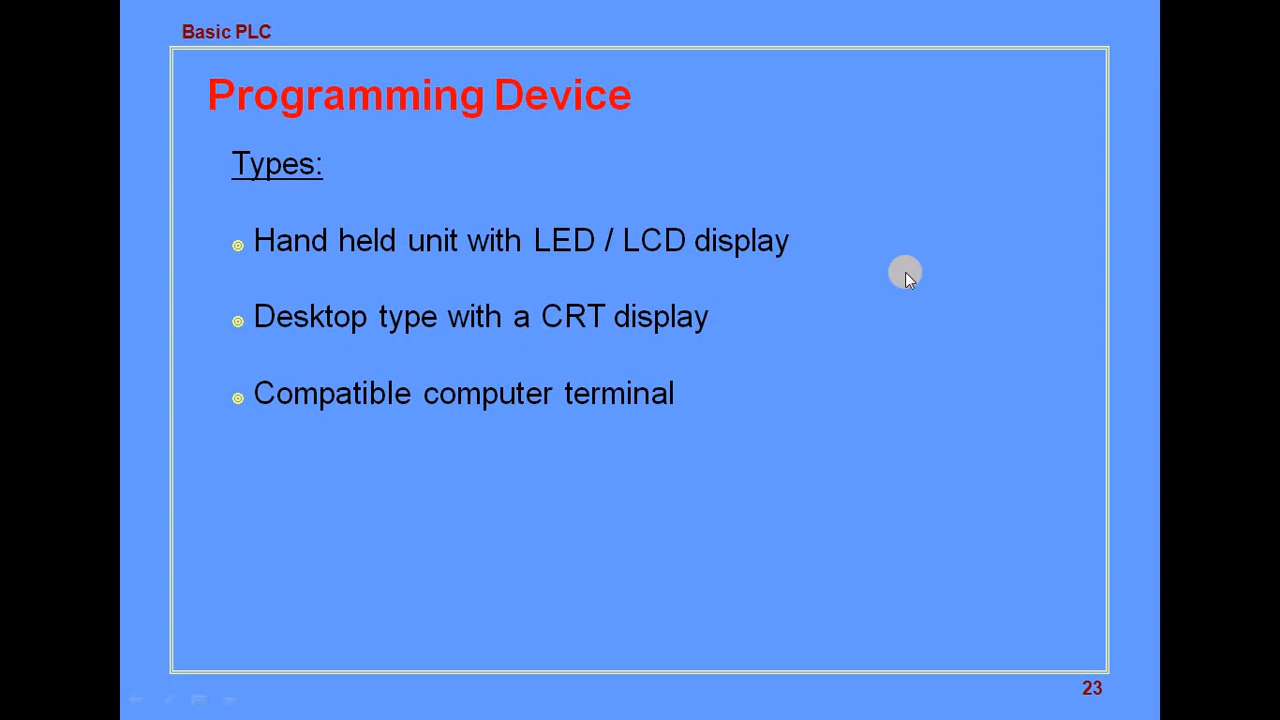 Basic PLC
Programming Device
Types:
Hand held unit with LED / LCD display
Desktop type with a CRT display
Compatible computer terminal
23